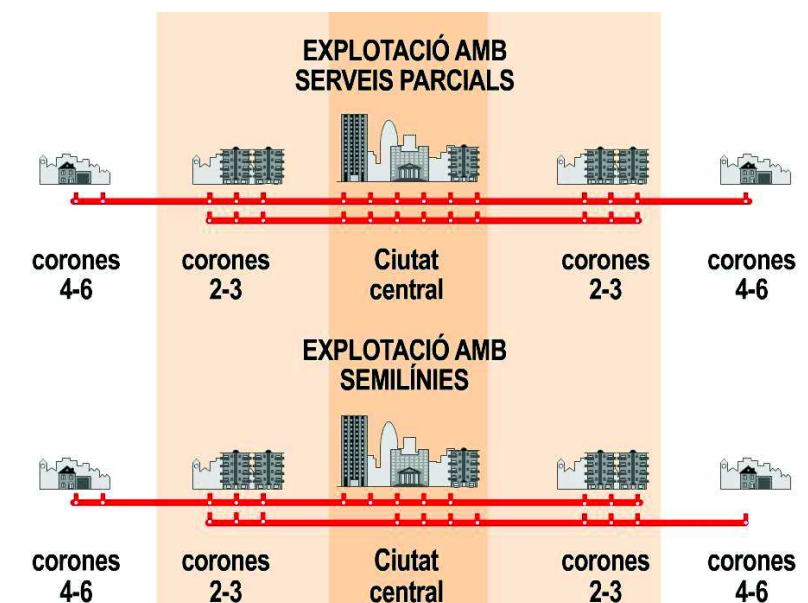 EXPLOTACIÓ AMB
SERVEIS PARCIALS
corones
4-6
corones
2-3
Ciutat
central
corones
2-3
corones
4-6
EXPLOTACIÓ AMB
SEMILÍNIES
corones
4-6
corones
2-3
Ciutat
central
corones
2-3
corones
4-6